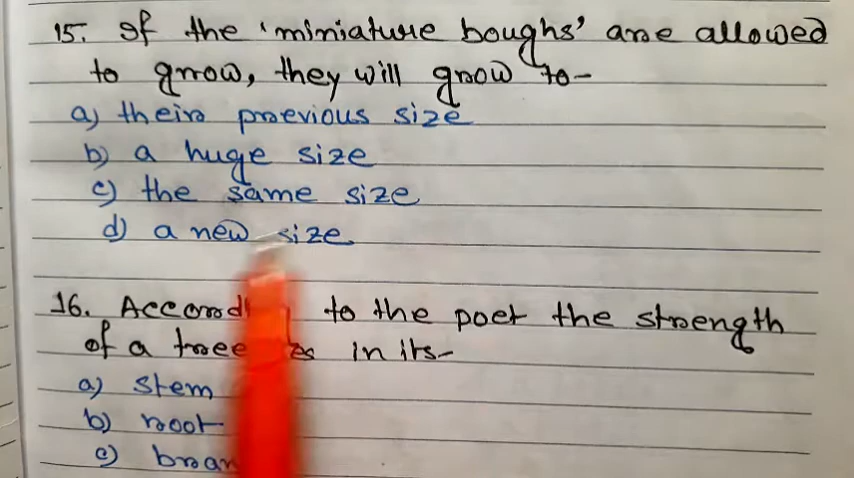 15. If the 'miniature boughs' are allowed
to grow, they will grow to-
a) their previous size
b) a huge size
c) the same size
d) a new size
16. to the poet the strength
of a tree in its-
a) stem
b) root
c)